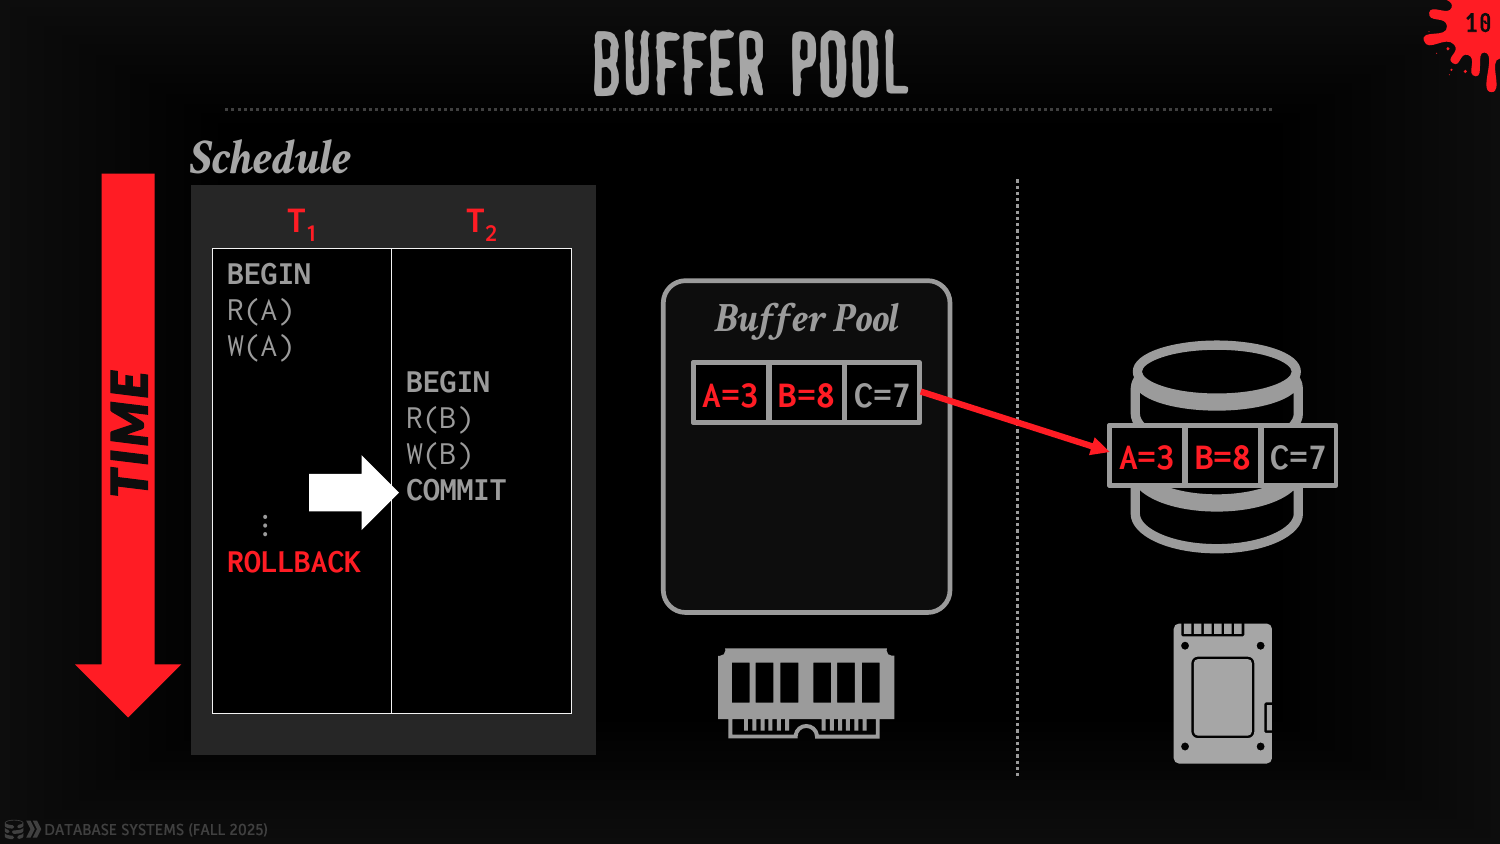 BUFFER POOL
10
Schedule
TIME
T1 T2
BEGIN
R(A)
W(A)
BEGIN
R(B)
W(B)
COMMIT
⋮
ROLLBACK
Buffer Pool
A=3 B=8 C=7
A=3 B=8 C=7
DATABASE SYSTEMS (FALL 2025)